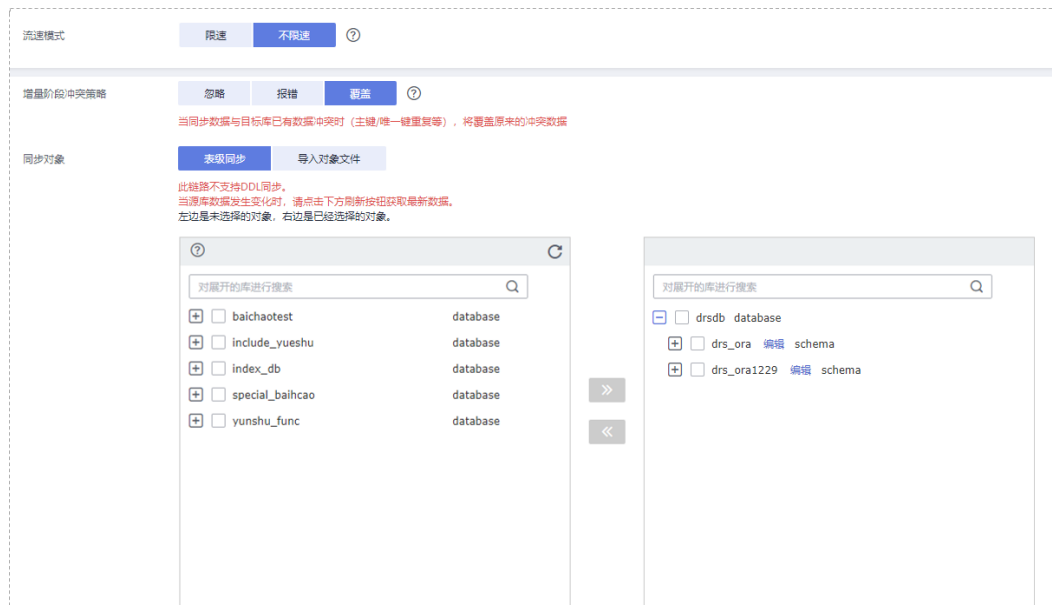 流速模式 限速 不限速
增量阶段冲突策略 忽略 报错 覆盖
当同步数据与目标库已有数据冲突时（主键/唯一键重复等），将覆盖原来的冲突数据
同步对象 表级同步 导入对象文件
此链路不支持DDL同步。
当源库数据发生变化时，请点击下方刷新按钮获取最新数据。
左边是未选择的对象，右边是已经选择的对象。
对展开的库进行搜索
baichaotest database
include_yueshu database
index_db database
special_baihcao database
yunshu_func database
对展开的库进行搜索
drsdb database
drs_ora 编辑 schema
drs_ora1229 编辑 schema